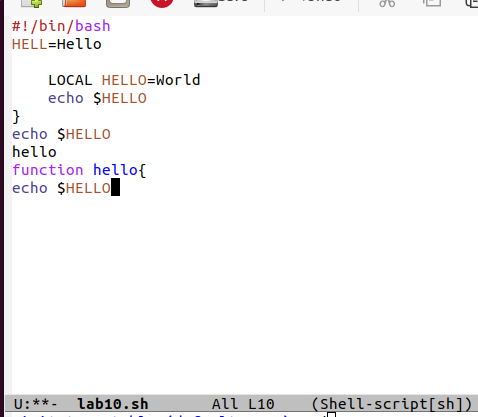 #!/bin/bash
HELL=Hello
LOCAL HELLO=World
echo $HELLO
}
echo $HELLO
hello
function hello{
echo $HELLO
U:**- lab10.sh All L10 (Shell-script[sh])